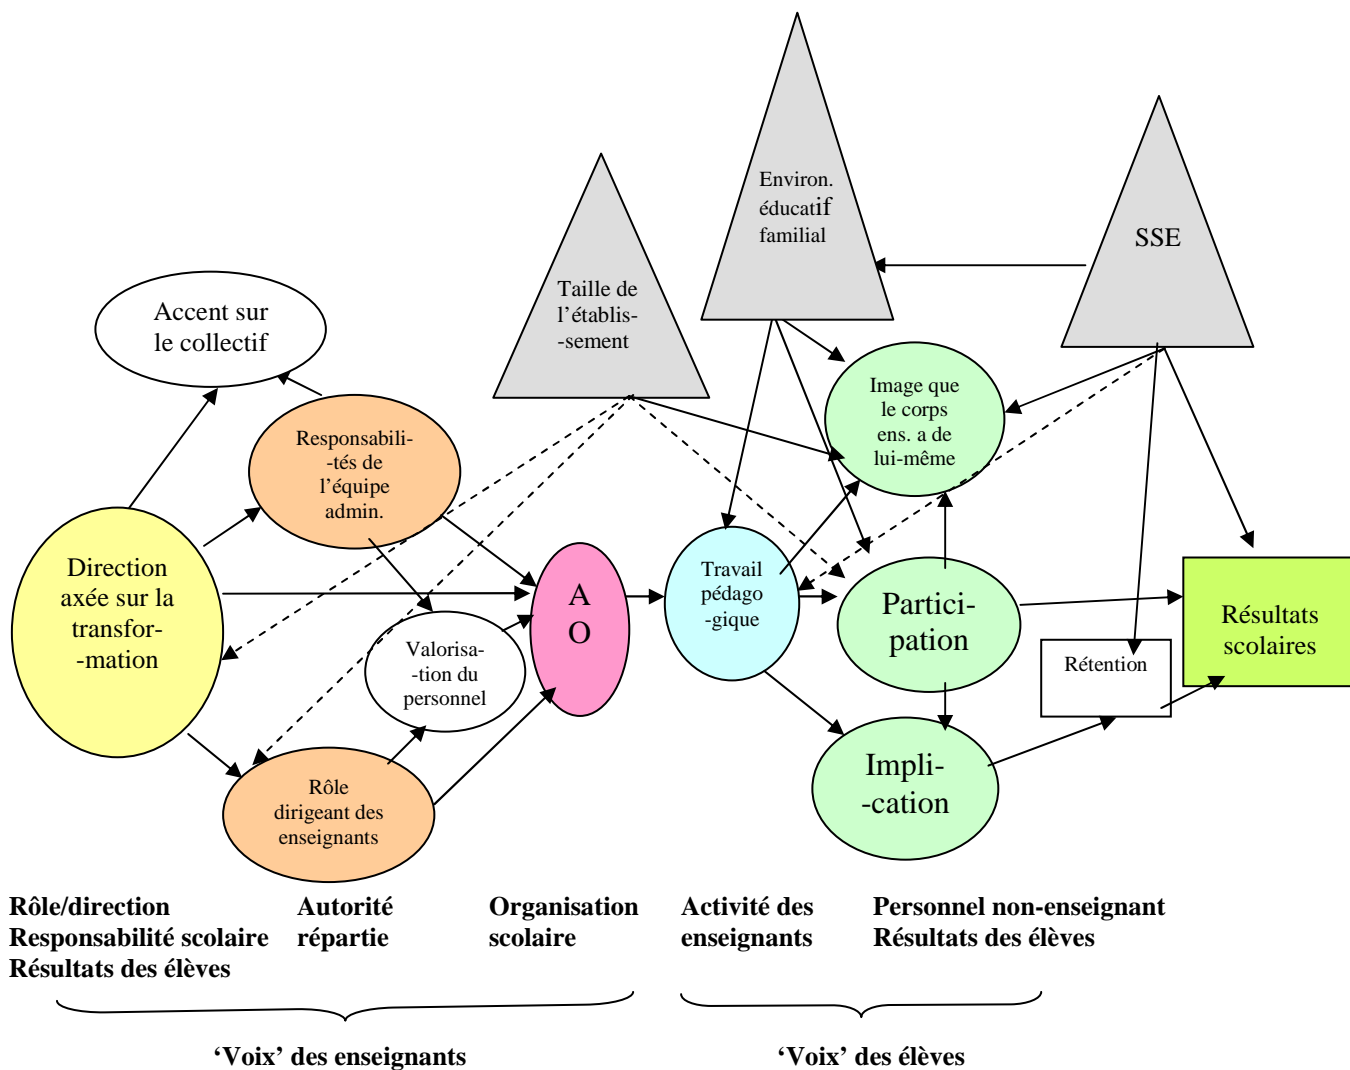 Environ.
éducatif
familial
SSE
Taille de
l’établis-
-sement
Accent sur
le collectif
Image que
le corps
ens. a de
lui-même
Responsabili-
-tés de
l’équipe
admin.
Direction
axée sur la
transfor-
-mation
A
O
Travail
pédago
-gique
Partici-
pation
Résultats
scolaires
Valorisa-
-tion du
personnel
Rétention
Rôle
dirigeant des
enseignants
Impli-
-cation
Rôle/direction
Responsabilité scolaire
Résultats des élèves
Autorité
répartie
Organisation
scolaire
Activité des
enseignants
Personnel non-enseignant
Résultats des élèves
‘Voix’ des enseignants
‘Voix’ des élèves